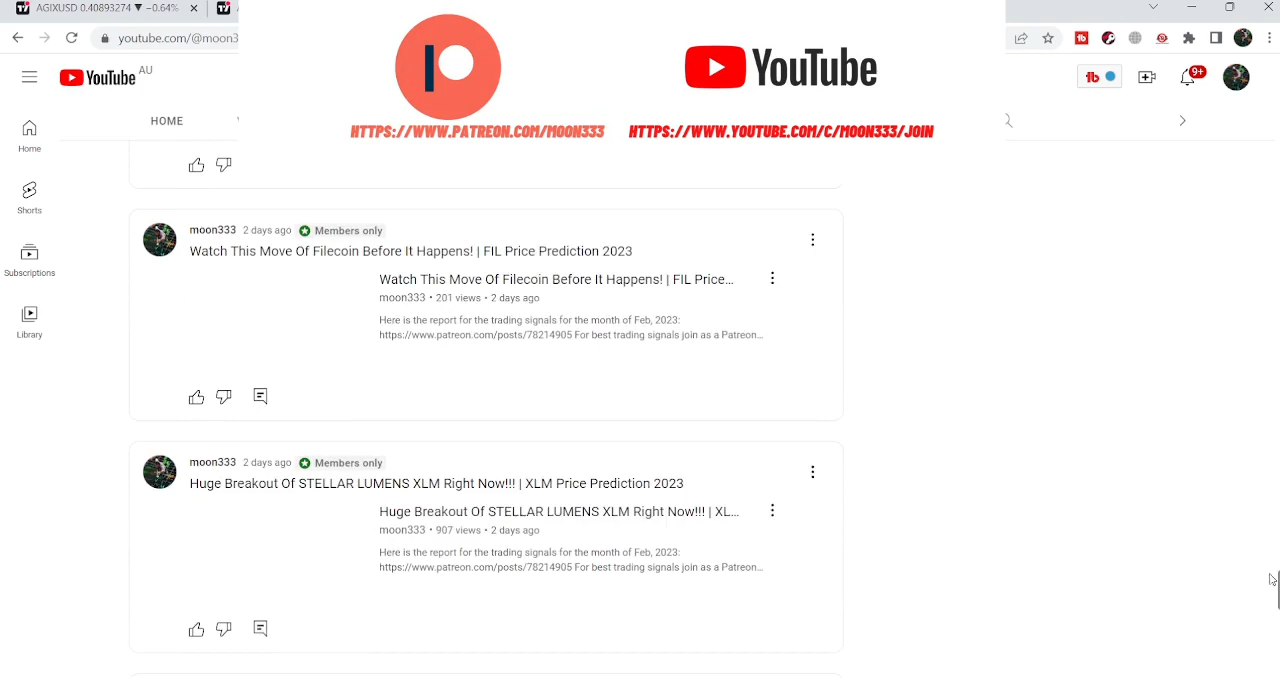 AGIXUSD 0.40893274 ▼ −0.64%
youtube.com/@moon3
YouTube
HTTPS://WWW.PATREON.COM/MOON333
HTTPS://WWW.YOUTUBE.COM/C/MOON333/JOIN
YouTube AU
tb
9+
HOME
Home
Shorts
Subscriptions
Library
moon333 2 days ago Members only
Watch This Move Of Filecoin Before It Happens! | FIL Price Prediction 2023
Watch This Move Of Filecoin Before It Happens! | FIL Price...
moon333 • 201 views • 2 days ago
Here is the report for the trading signals for the month of Feb, 2023:
https://www.patreon.com/posts/78214905 For best trading signals join as a Patreon...
moon333 2 days ago Members only
Huge Breakout Of STELLAR LUMENS XLM Right Now!!! | XLM Price Prediction 2023
Huge Breakout Of STELLAR LUMENS XLM Right Now!!! | XL...
moon333 • 907 views • 2 days ago
Here is the report for the trading signals for the month of Feb, 2023:
https://www.patreon.com/posts/78214905 For best trading signals join as a Patreon...